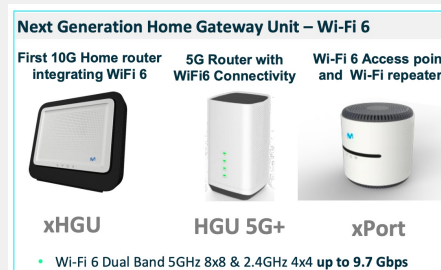 Next Generation Home Gateway Unit – Wi-Fi 6
First 10G Home router
integrating WiFi 6
5G Router with
WiFi6 Connectivity
Wi-Fi 6 Access poin
and Wi-Fi repeater
xHGU
HGU 5G+
xPort
• Wi-Fi 6 Dual Band 5GHz 8x8 & 2.4GHz 4x4 up to 9.7 Gbps